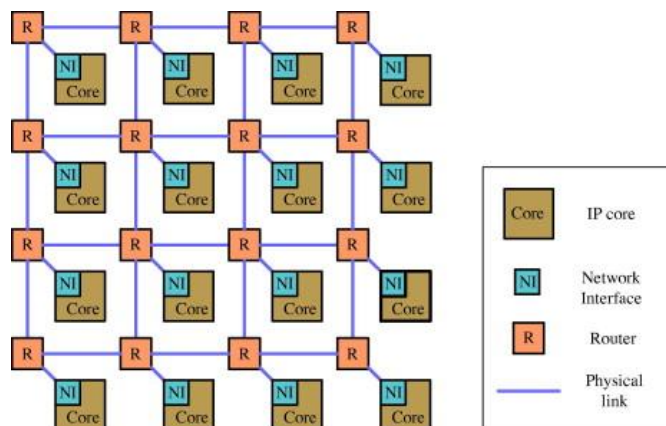 R R R R
NI NI NI NI
Core Core Core Core
R R R R
NI NI NI NI
Core Core Core Core
R R R R
NI NI NI NI
Core Core Core Core
R R R R
NI NI NI NI
Core Core Core Core
Core IP core
NI Network
Interface
R Router
Physical
link